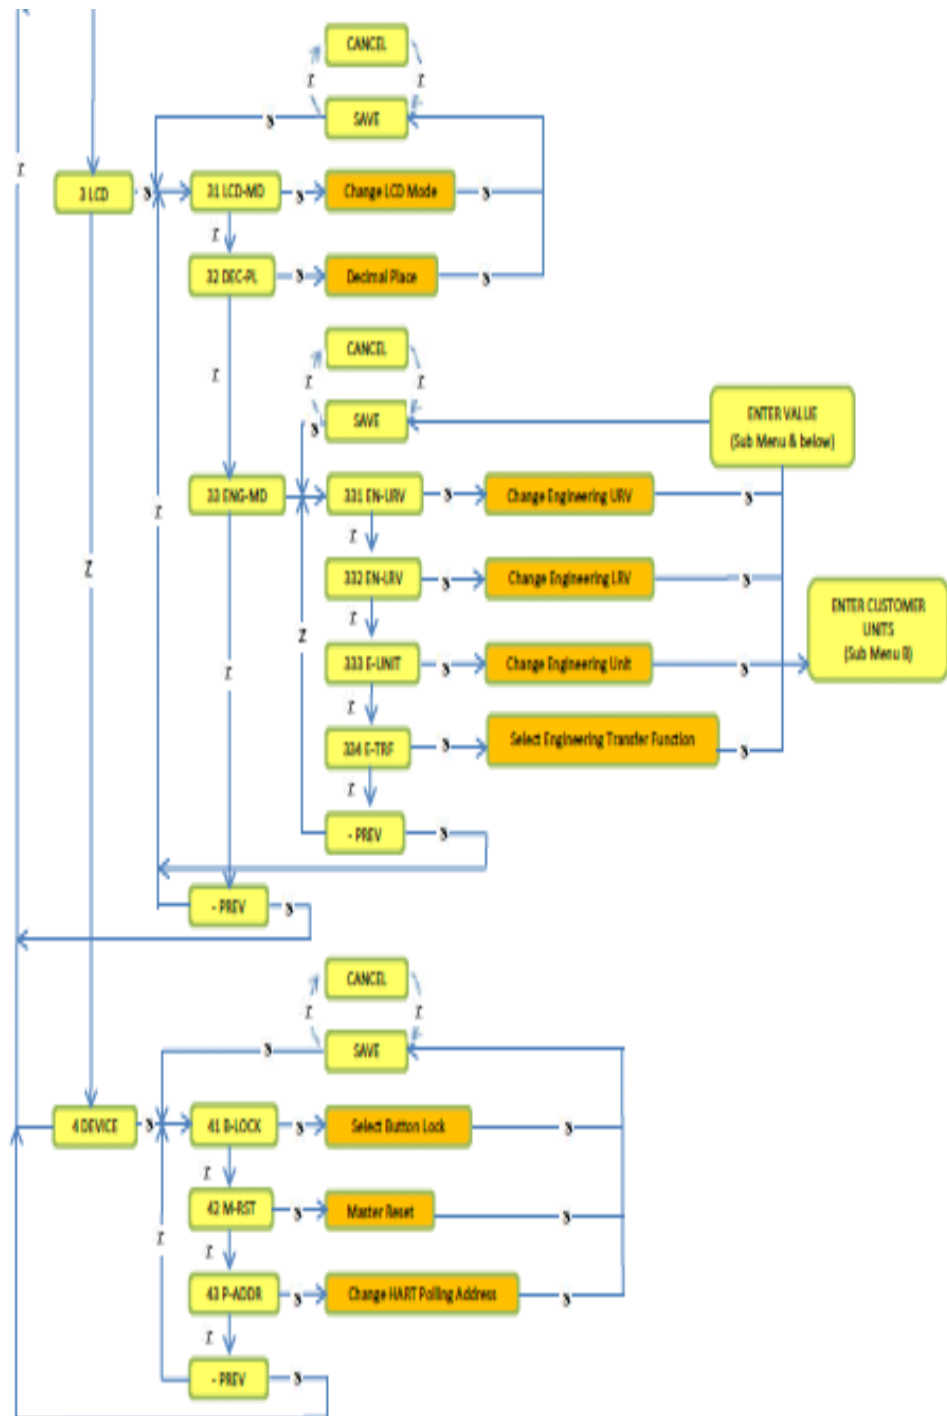 CANCEL
SAVE
3 LCD
31 LCD-MD
Change LCD Mode
32 DEC-PL
Decimal Place
CANCEL
SAVE
ENTER VALUE
(Sub Menu & below)
33 ENG-MD
331 EN-URV
Change Engineering URV
332 EN-LRV
Change Engineering LRV
ENTER CUSTOMER
UNITS
(Sub Menu B)
333 E-UNIT
Change Engineering Unit
334 E-TRF
Select Engineering Transfer Function
- PREV
- PREV
CANCEL
SAVE
4 DEVICE
41 B-LOCK
Select Button Lock
42 M-RST
Master Reset
43 P-ADDR
Change HART Polling Address
- PREV